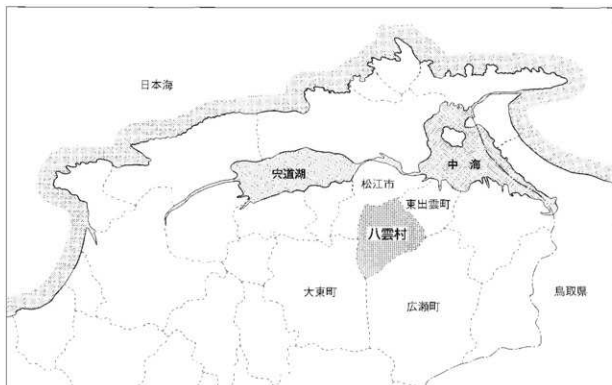 日本海
宍道湖
中 海
松江市
東出雲町
八雲村
大東町
広瀬町
鳥取県